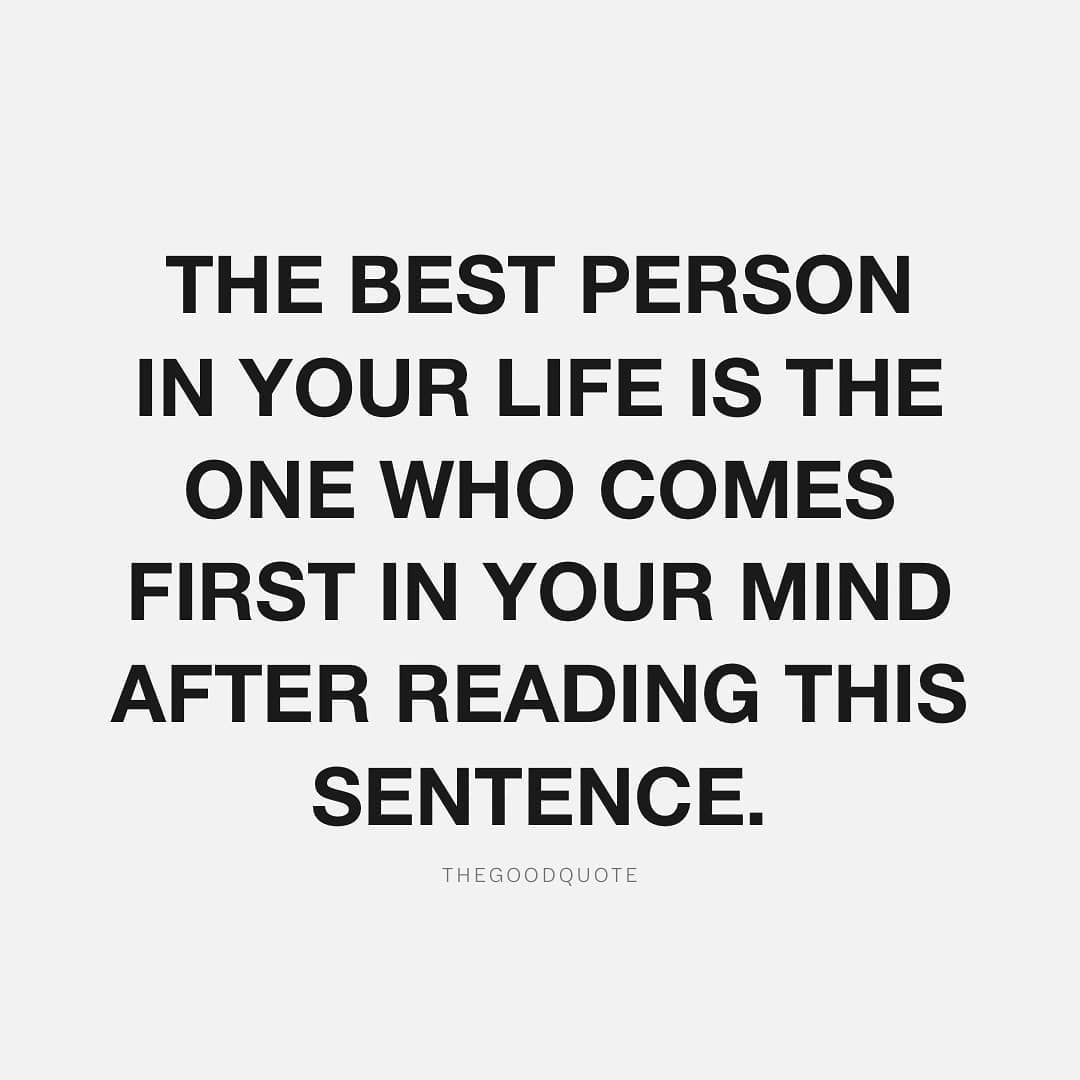 THE BEST PERSON
IN YOUR LIFE IS THE
ONE WHO COMES
FIRST IN YOUR MIND
AFTER READING THIS
SENTENCE.
THEGOODQUOTE